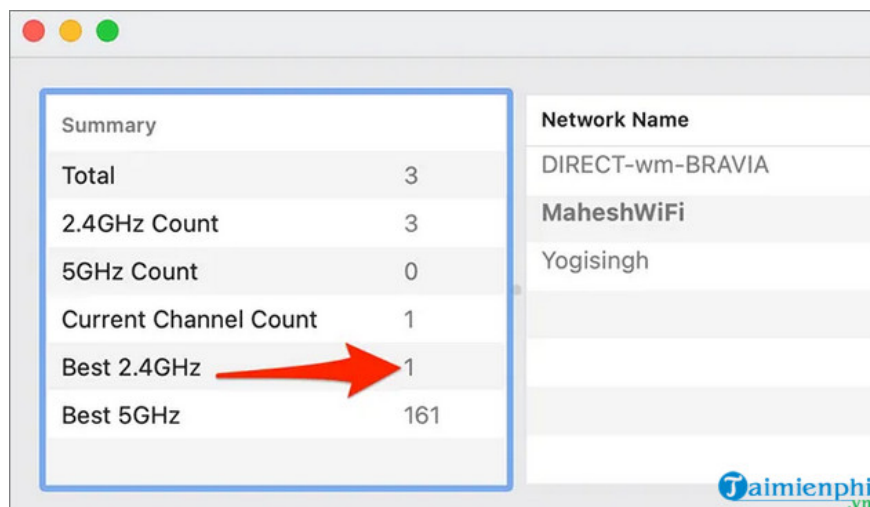 Summary
Total 3
2.4GHz Count 3
5GHz Count 0
Current Channel Count 1
Best 2.4GHz 1
Best 5GHz 161
Network Name
DIRECT-wm-BRAVIA
MaheshWiFi
Yogisingh
Taimienphi
.vn